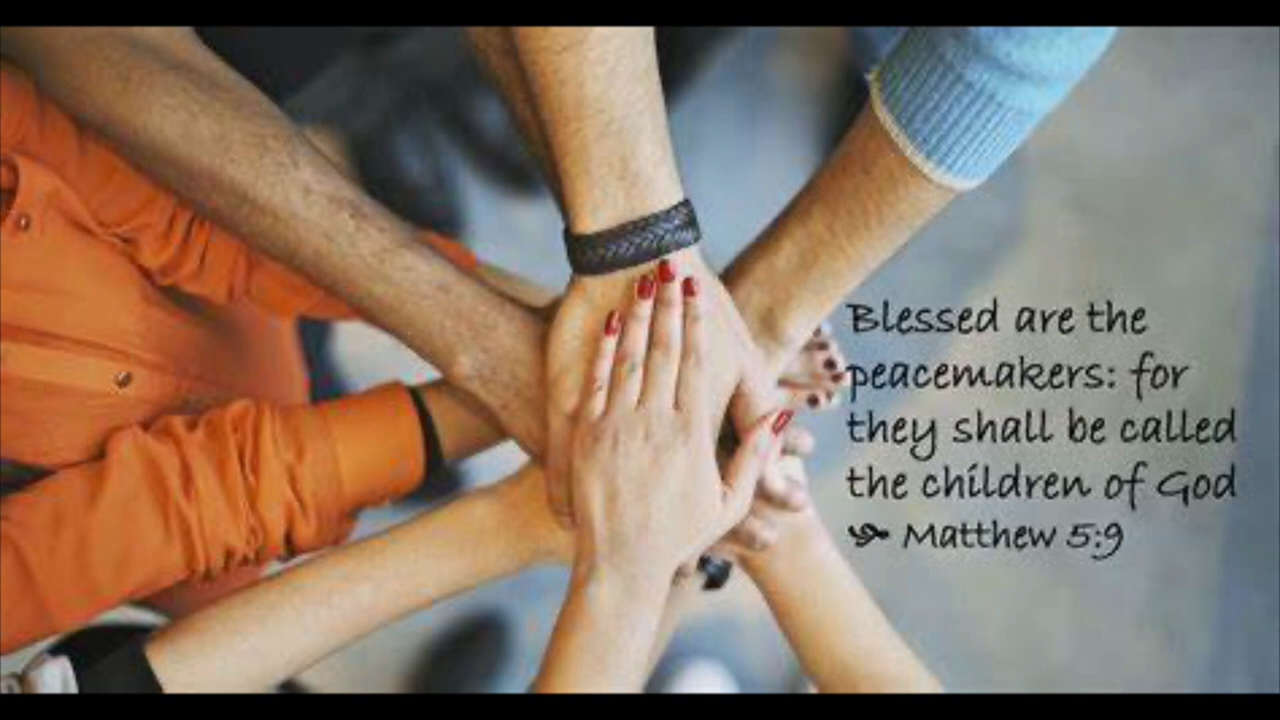 Blessed are the
peacemakers: for
they shall be called
the children of God
Matthew 5:9